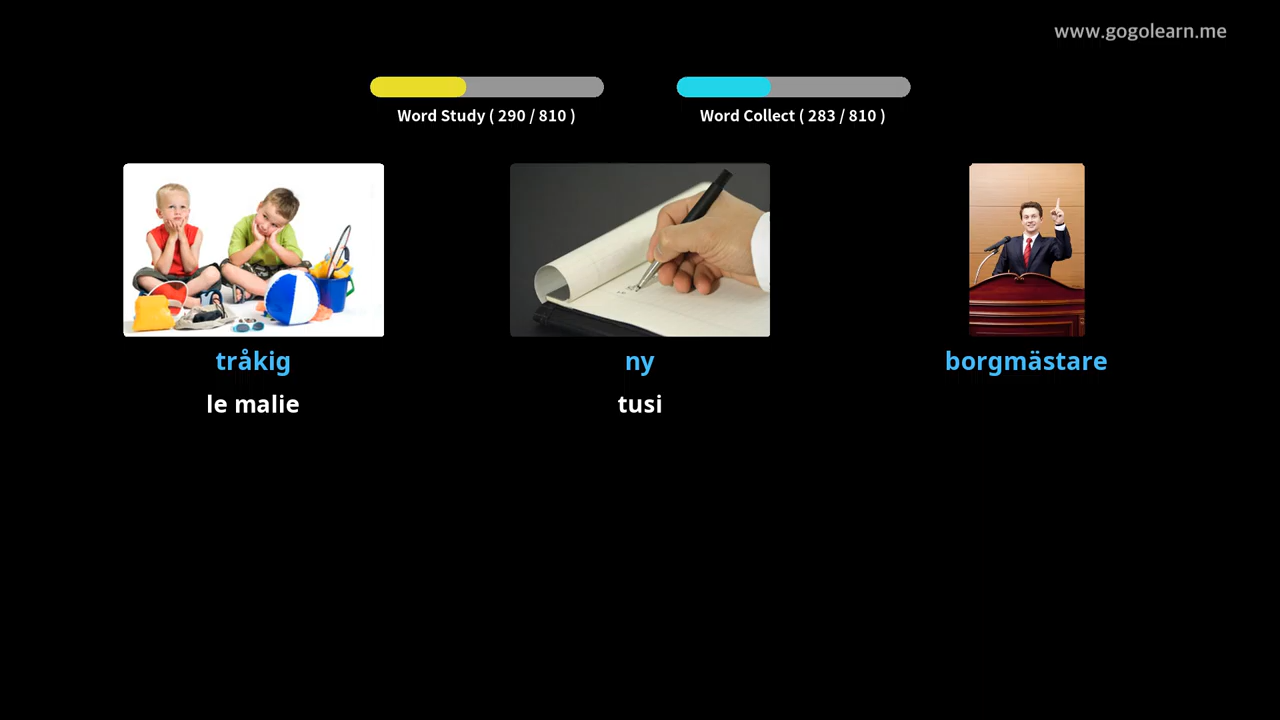 www.gogolearn.me
Word Study ( 290 / 810 )
Word Collect ( 283 / 810 )
tråkig
ny
borgmästare
le malie
tusi